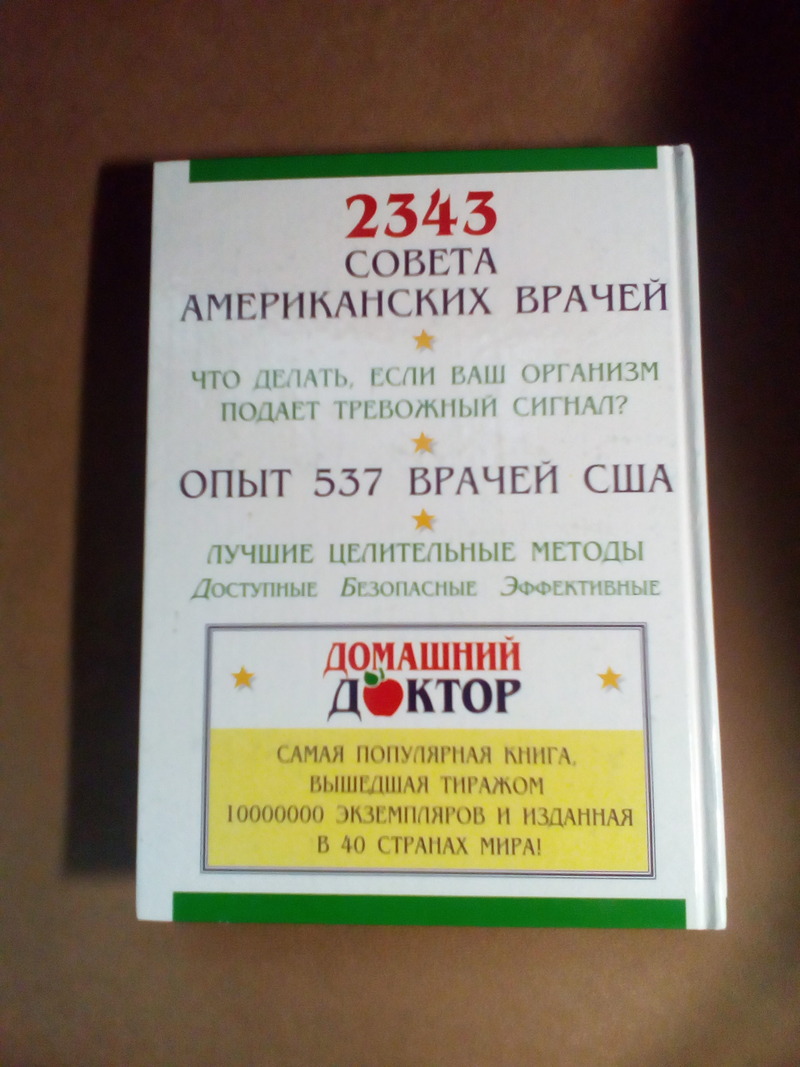 2343
СОВЕТА
АМЕРИКАНСКИХ ВРАЧЕЙ
ЧТО ДЕЛАТЬ, ЕСЛИ ВАШ ОРГАНИЗМ
ПОДАЕТ ТРЕВОЖНЫЙ СИГНАЛ?
ОПЫТ 537 ВРАЧЕЙ США
ЛУЧШИЕ ЦЕЛИТЕЛЬНЫЕ МЕТОДЫ
ДОСТУПНЫЕ БЕЗОПАСНЫЕ ЭФФЕКТИВНЫЕ
ДОМАШНИЙ
ДОКТОР
САМАЯ ПОПУЛЯРНАЯ КНИГА,
ВЫШЕДШАЯ ТИРАЖОМ
10000000 ЭКЗЕМПЛЯРОВ И ИЗДАННАЯ
В 40 СТРАНАХ МИРА!